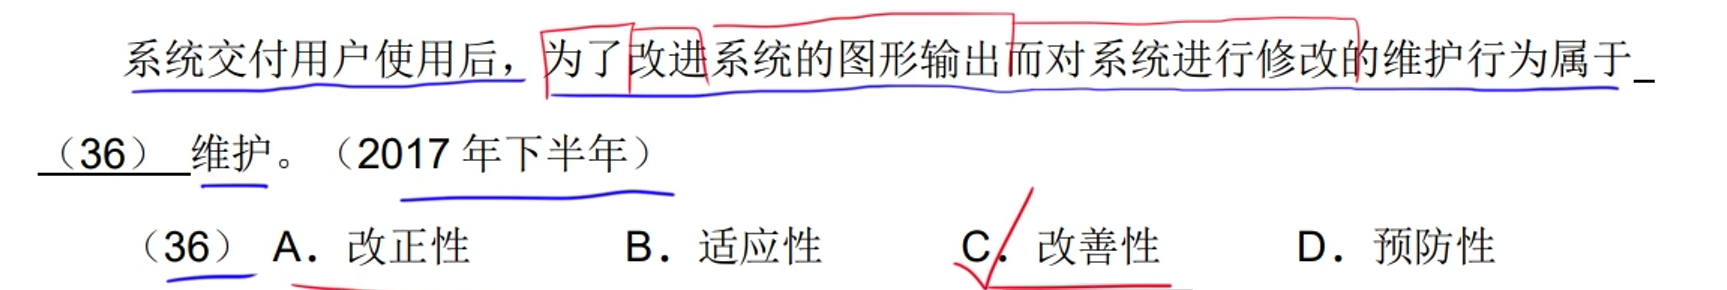 系统交付用户使用后，为了改进系统的图形输出而对系统进行修改的维护行为属于
（36） 维护。（2017 年下半年）
（36） A． 改正性 B． 适应性 C． 改善性 D． 预防性